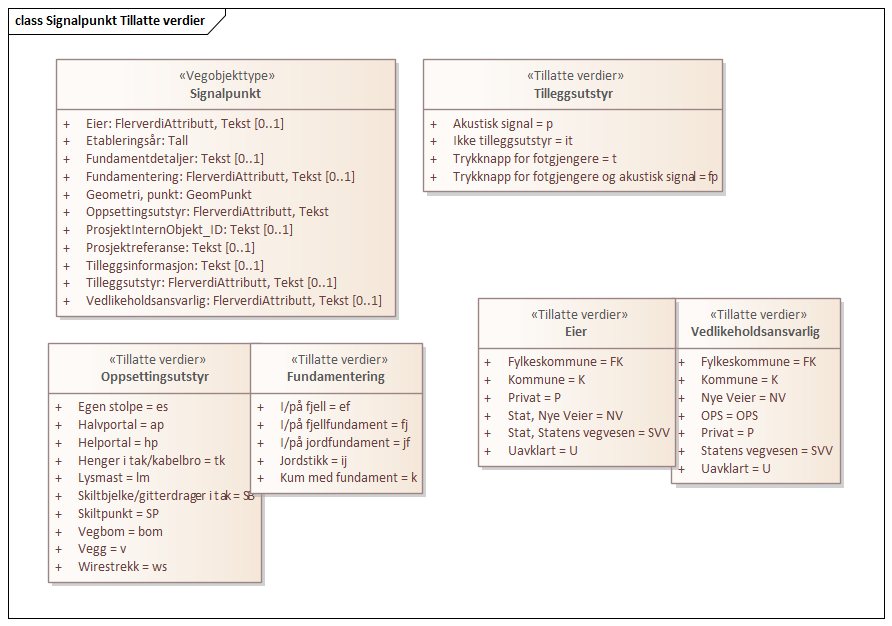 class Signalpunkt Tillatte verdier
«Vegobjekttype»
Signalpunkt
+ Eier: FlerverdiAttributt, Tekst [0..1]
+ Etableringsår: Tall
+ Fundamentdetaljer: Tekst [0..1]
+ Fundamentering: FlerverdiAttributt, Tekst [0..1]
+ Geometri, punkt: GeomPunkt
+ Oppsettingsutstyr: FlerverdiAttributt, Tekst
+ ProsjektInternObjekt_ID: Tekst [0..1]
+ Prosjektreferanse: Tekst [0..1]
+ Tilleggsinformasjon: Tekst [0..1]
+ Tilleggsutstyr: FlerverdiAttributt, Tekst [0..1]
+ Vedlikeholdsansvarlig: FlerverdiAttributt, Tekst [0..1]
«Tillatte verdier»
Tilleggsutstyr
+ Akustisk signal = p
+ Ikke tilleggsutstyr = it
+ Trykknapp for fotgjengere = t
+ Trykknapp for fotgjengere og akustisk signal = fp
«Tillatte verdier»
Oppsettingsutstyr
+ Egen stolpe = es
+ Halvportal = ap
+ Helportal = hp
+ Henger i tak/kabelbro = tk
+ Lysmast = lm
+ Skiltbjelke/gitterdrager i tak = SB
+ Skiltpunkt = SP
+ Vegbom = bom
+ Vegg = v
+ Wirestrekk = ws
«Tillatte verdier»
Fundamentering
+ I/på fjell = ef
+ I/på fjellfundament = fj
+ I/på jordfundament = jf
+ Jordstikk = ij
Kum med fundament = k
«Tillatte verdier»
Eier
+ Fylkeskommune = FK
+ Kommune = K
+ Privat = P
+ Stat, Nye Veier = NV
+ Stat, Statens vegvesen = SVV
+ Uavklart = U
«Tillatte verdier»
Vedlikeholdsansvarlig
+ Fylkeskommune = FK
+ Kommune = K
+ Nye Veier = NV
+ OPS = OPS
+ Privat = P
+ Statens vegvesen = SVV
+ Uavklart = U